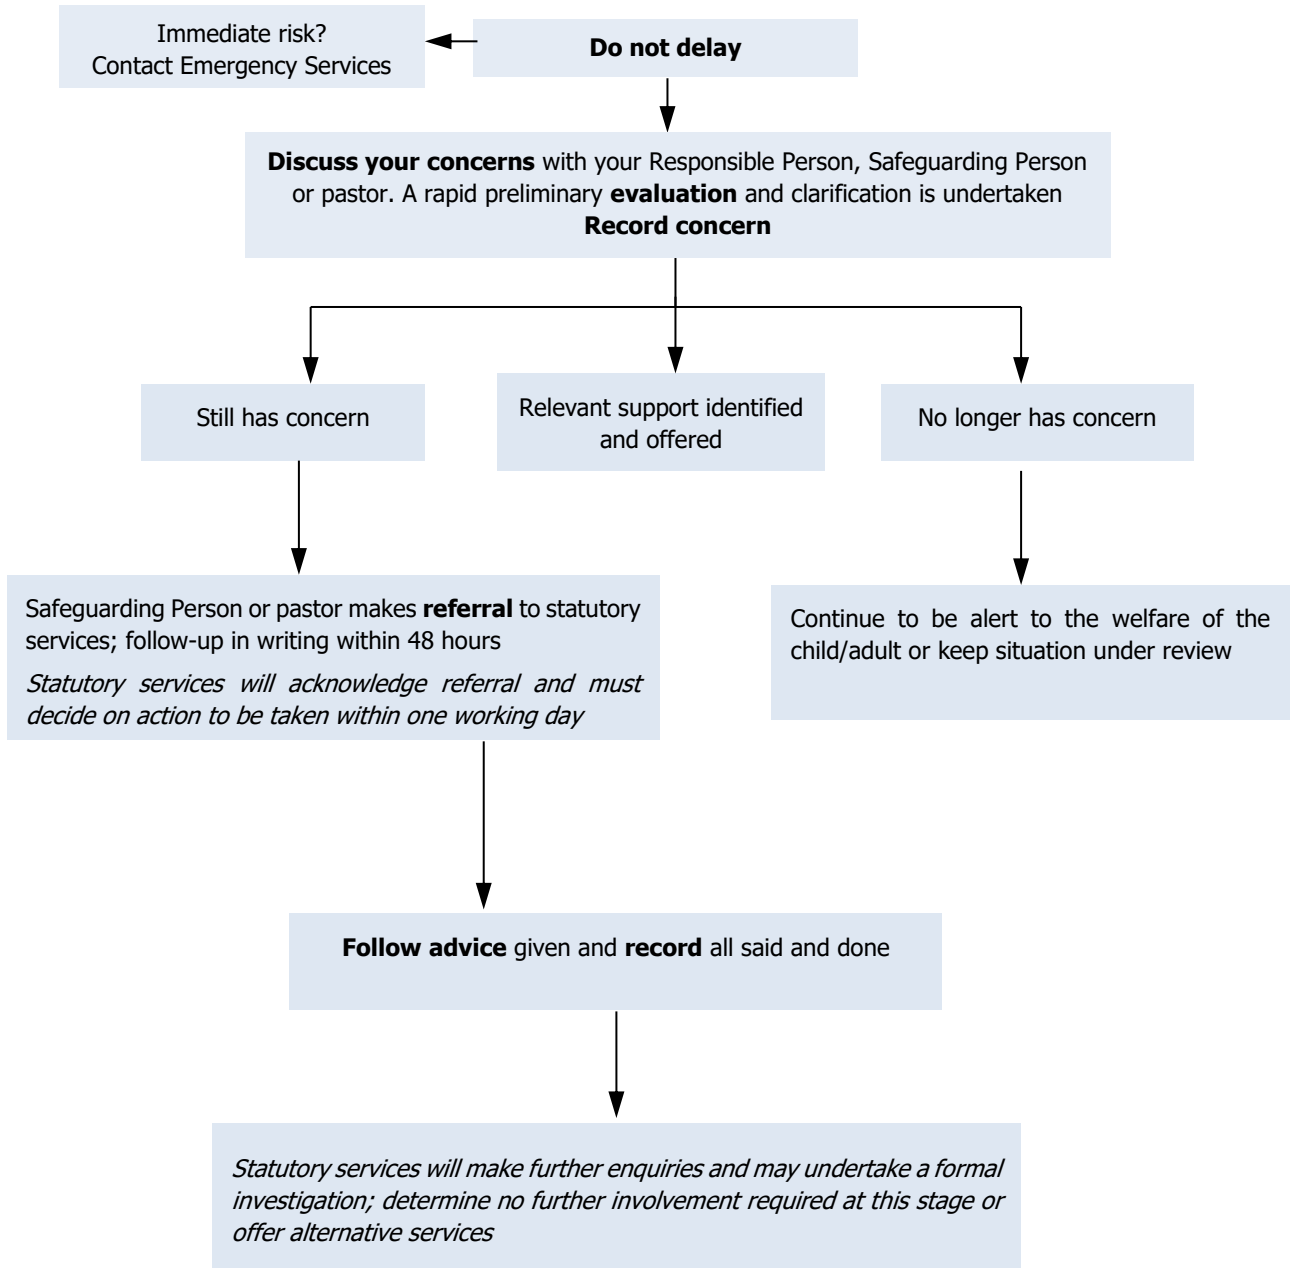 Immediate risk?
Contact Emergency Services
Do not delay
Discuss your concerns with your Responsible Person, Safeguarding Person
or pastor. A rapid preliminary evaluation and clarification is undertaken
Record concern
Still has concern
Relevant support identified
and offered
No longer has concern
Safeguarding Person or pastor makes referral to statutory
services; follow-up in writing within 48 hours
Statutory services will acknowledge referral and must
decide on action to be taken within one working day
Continue to be alert to the welfare of the
child/adult or keep situation under review
Follow advice given and record all said and done
Statutory services will make further enquiries and may undertake a formal
investigation; determine no further involvement required at this stage or
offer alternative services